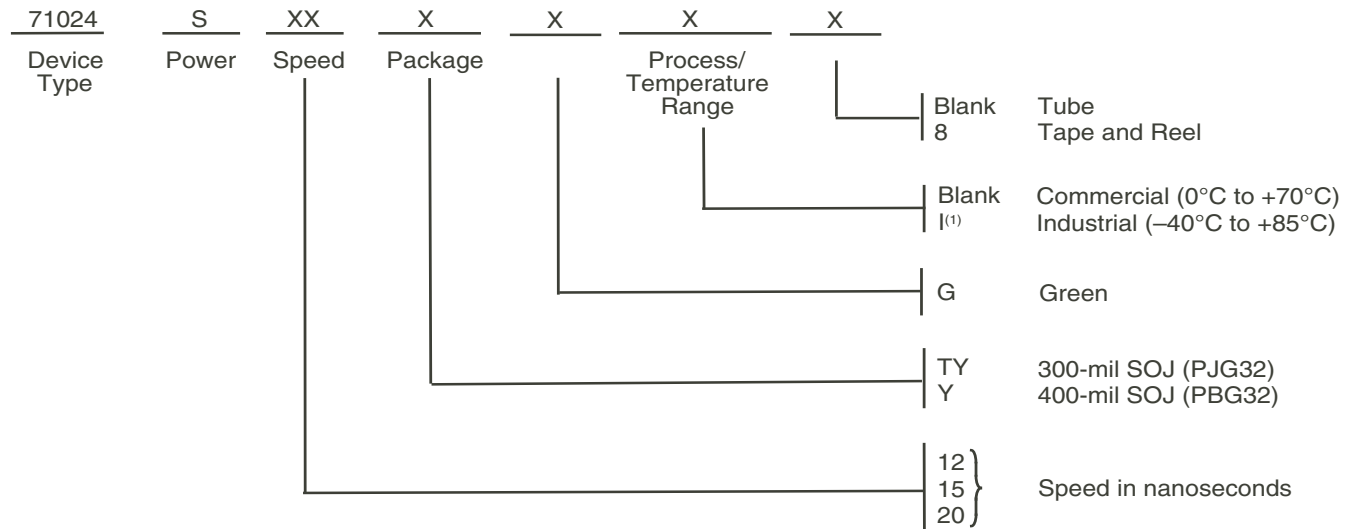 71024 S XX X X X X
Device Type Power Speed Package Process/ Temperature Range
Blank Tube
8 Tape and Reel
Blank Commercial (0°C to +70°C)
I(1) Industrial (–40°C to +85°C)
G Green
TY 300-mil SOJ (PJG32)
Y 400-mil SOJ (PBG32)
12
15 Speed in nanoseconds
20